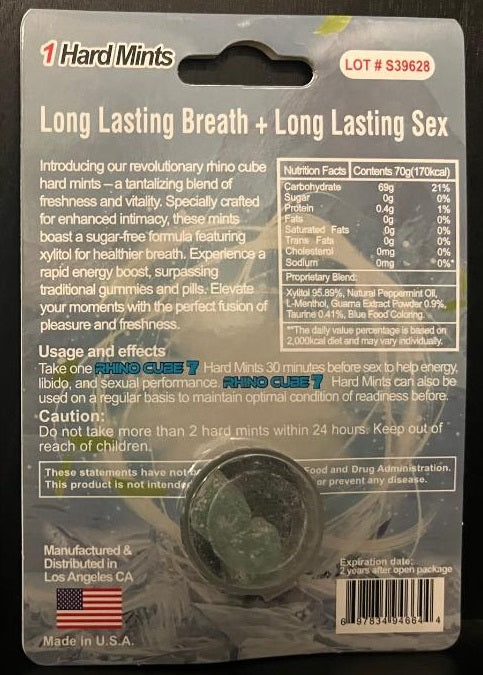 1 Hard Mints
LOT # S39628
Long Lasting Breath + Long Lasting Sex
Introducing our revolutionary rhino cube
hard mints – a tantalizing blend of
freshness and vitality. Specially crafted
for enhanced intimacy, these mints
boast a sugar-free formula featuring
xylitol for healthier breath. Experience a
rapid energy boost, surpassing
traditional gummies and pills. Elevate
your moments with the perfect fusion of
pleasure and freshness.
Nutrition Facts Contents 70g(170kcal)
Carbohydrate 69g 21%
Sugar 0g 0%
Protein 0.4g 1%
Fats 0g 0%
Saturated Fats 0g 0%
Trans Fats 0g 0%
Cholesterol 0mg 0%
Sodium 0mg 0%*
Proprietary Blend:
Xylitol 95.89%, Natural Peppermint Oil,
L-Menthol, Guarna Extract Powder 0.9%,
Taurine 0.41%, Blue Food Coloring.
**The daily value percentage is based on
2,000kcal diet and may vary individually.
Usage and effects
Take one RHINO CUBE 7 Hard Mints 30 minutes before sex to help energy,
libido, and sexual performance. RHINO CUBE 7 Hard Mints can also be
used on a regular basis to maintain optimal condition of readiness before.
Caution:
Do not take more than 2 hard mints within 24 hours. Keep out of
reach of children.
These statements have not Food and Drug Administration.
This product is not or prevent any disease.
Manufactured &
Distributed in
Los Angeles CA
Made in U.S.A.
Expiration date:
2 years after open package
6 97834 94664 4